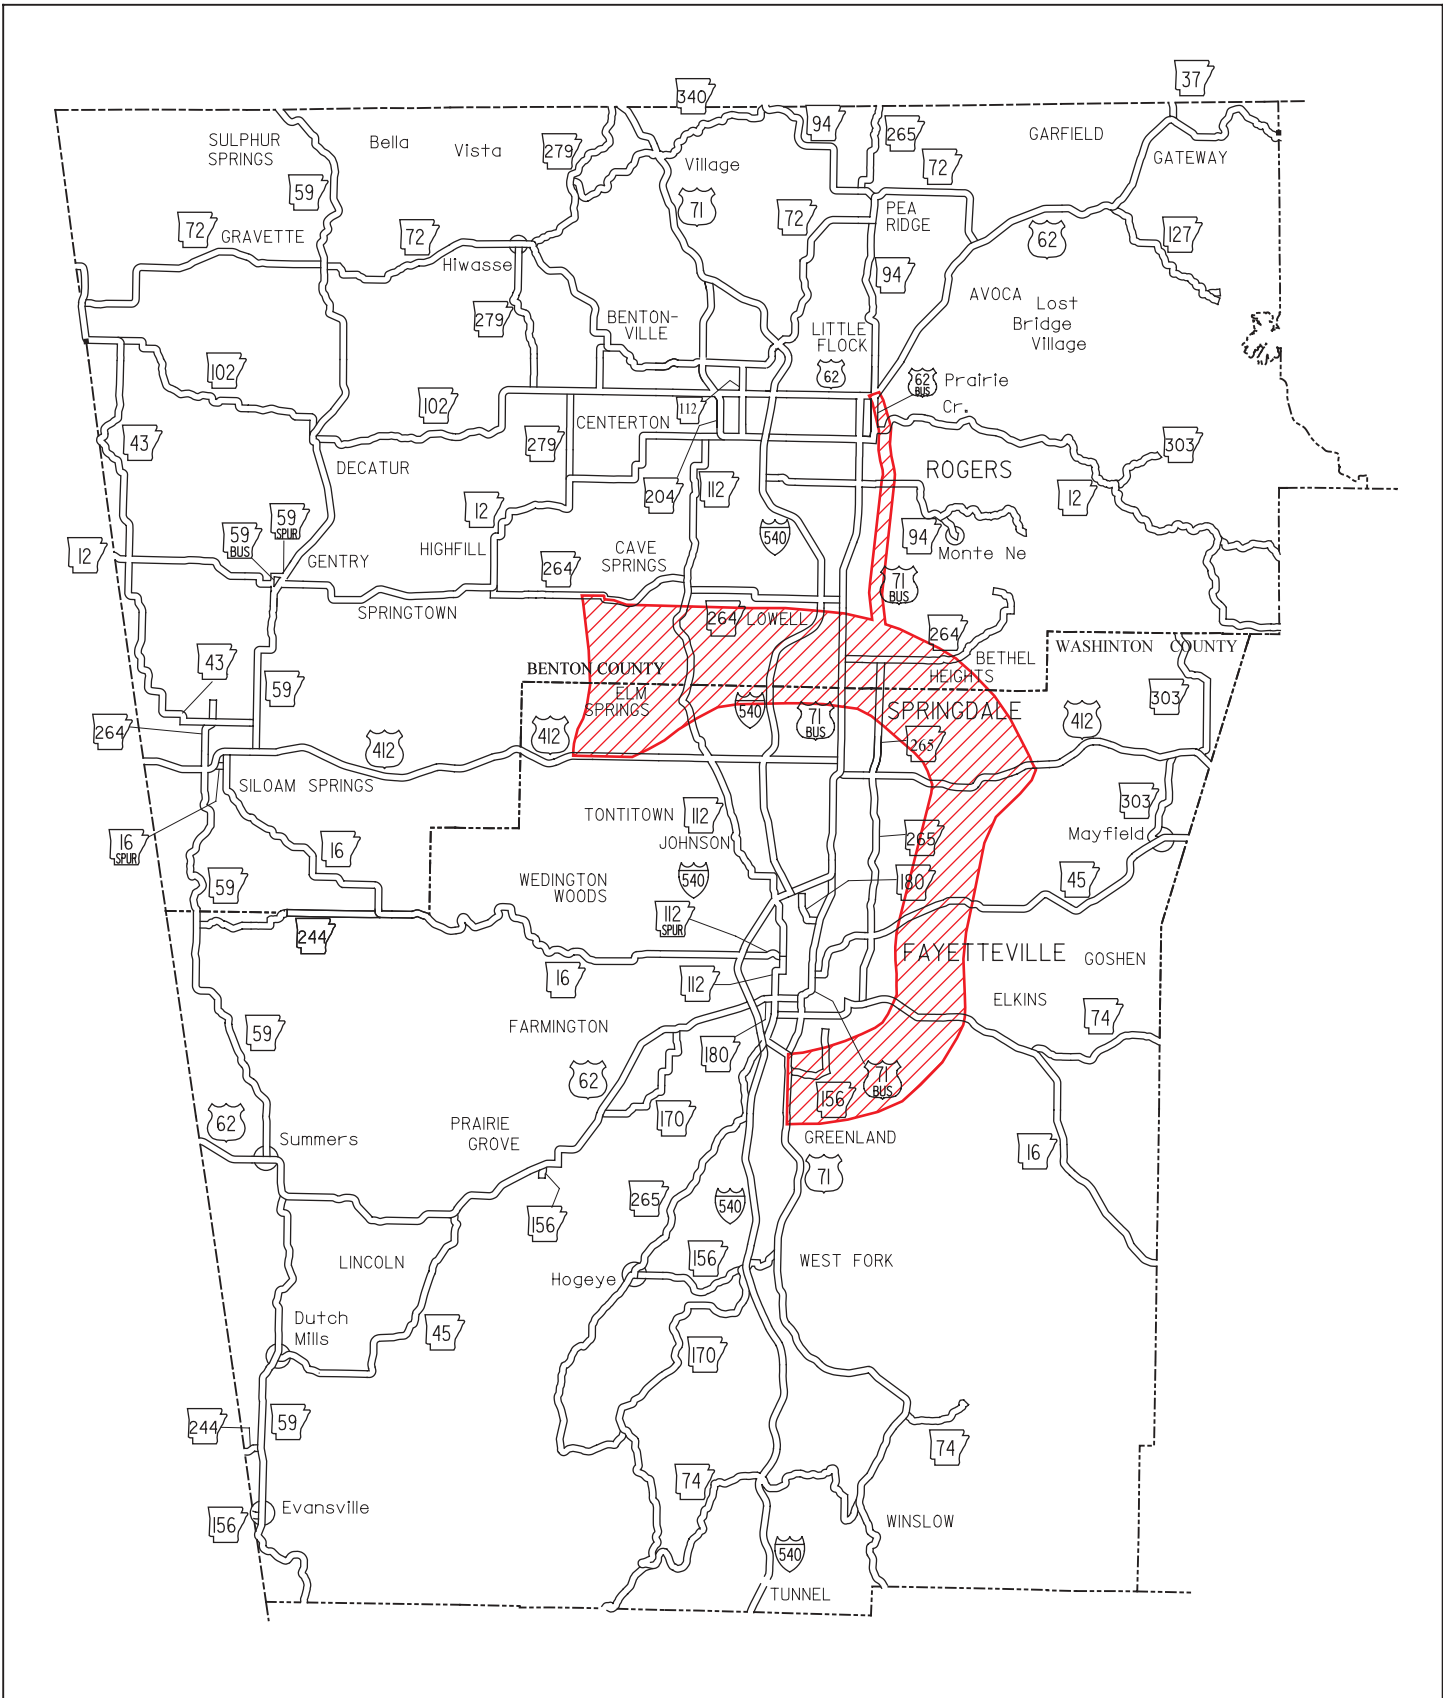 37
340
94
265
SULPHUR
SPRINGS
Bella
Vista
279
Village
72
GARFIELD
GATEWAY
59
71
72
PEA
RIDGE
72
GRAVETTE
72
62
127
Hiwasse
94
279
BENTON-
VILLE
LITTLE
FLOCK
AVOCA
Lost
Bridge
Village
102
62
62
BUS
Prairie
Cr.
102
112
CENTERTON
43
279
303
DECATUR
ROGERS
204
112
12
12
59
BUS
59
SPUR
540
94
HIGHFILL
CAVE
SPRINGS
Monte Ne
12
GENTRY
264
71
BUS
SPRINGTOWN
264
LOWELL
264
43
BENTON COUNTY
BETHEL
HEIGHTS
WASHINTON COUNTY
59
ELM
SPRINGS
303
264
412
412
540
71
BUS
SPRINGDALE
412
265
SILOAM SPRINGS
TONTITOWN
112
303
16
SPUR
16
JOHNSON
265
Mayfield
59
WEDINGTON
WOODS
540
180
45
244
112
SPUR
FAYETTEVILLE
GOSHEN
16
112
ELKINS
59
FARMINGTON
74
180
62
71
BUS
156
62
170
PRAIRIE
GROVE
Summers
GREENLAND
16
71
265
540
156
LINCOLN
156
WEST FORK
Hogeye
Dutch
Mills
45
170
244
59
74
74
Evansville
156
WINSLOW
540
TUNNEL